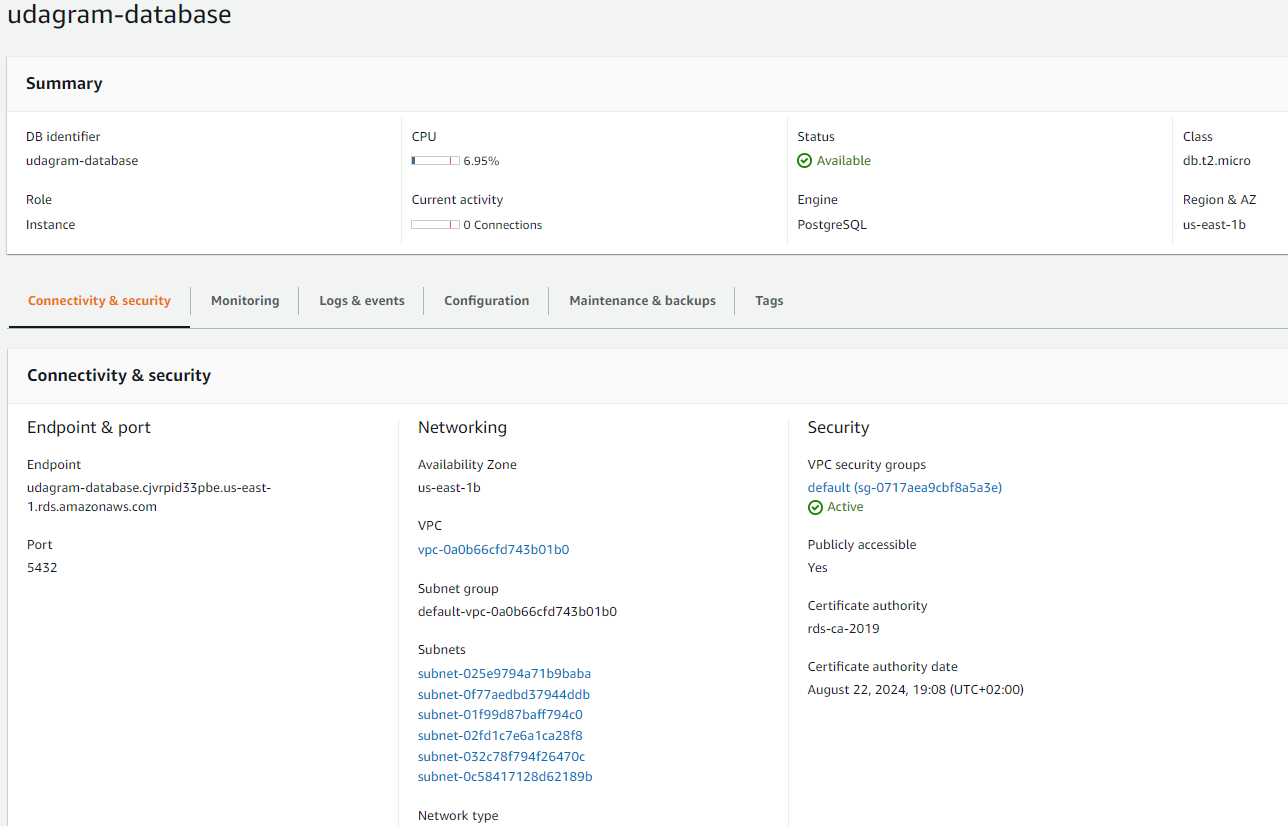 udagram-database
Summary
DB identifier
udagram-database
CPU
6.95%
Status
Available
Class
db.t2.micro
Role
Instance
Current activity
0 Connections
Engine
PostgreSQL
Region & AZ
us-east-1b
Connectivity & security
Monitoring
Logs & events
Configuration
Maintenance & backups
Tags
Connectivity & security
Endpoint & port
Endpoint
udagram-database.cjvrpid33pbe.us-east-
1.rds.amazonaws.com
Port
5432
Networking
Availability Zone
us-east-1b
VPC
vpc-0a0b66cfd743b01b0
Subnet group
default-vpc-0a0b66cfd743b01b0
Subnets
subnet-025e9794a71b9baba
subnet-0f77aedbd37944ddb
subnet-01f99d87baff794c0
subnet-02fd1c7e6a1ca28f8
subnet-032c78f794f26470c
subnet-0c58417128d62189b
Network type
Security
VPC security groups
default (sg-0717aea9cbf8a5a3e)
Active
Publicly accessible
Yes
Certificate authority
rds-ca-2019
Certificate authority date
August 22, 2024, 19:08 (UTC+02:00)